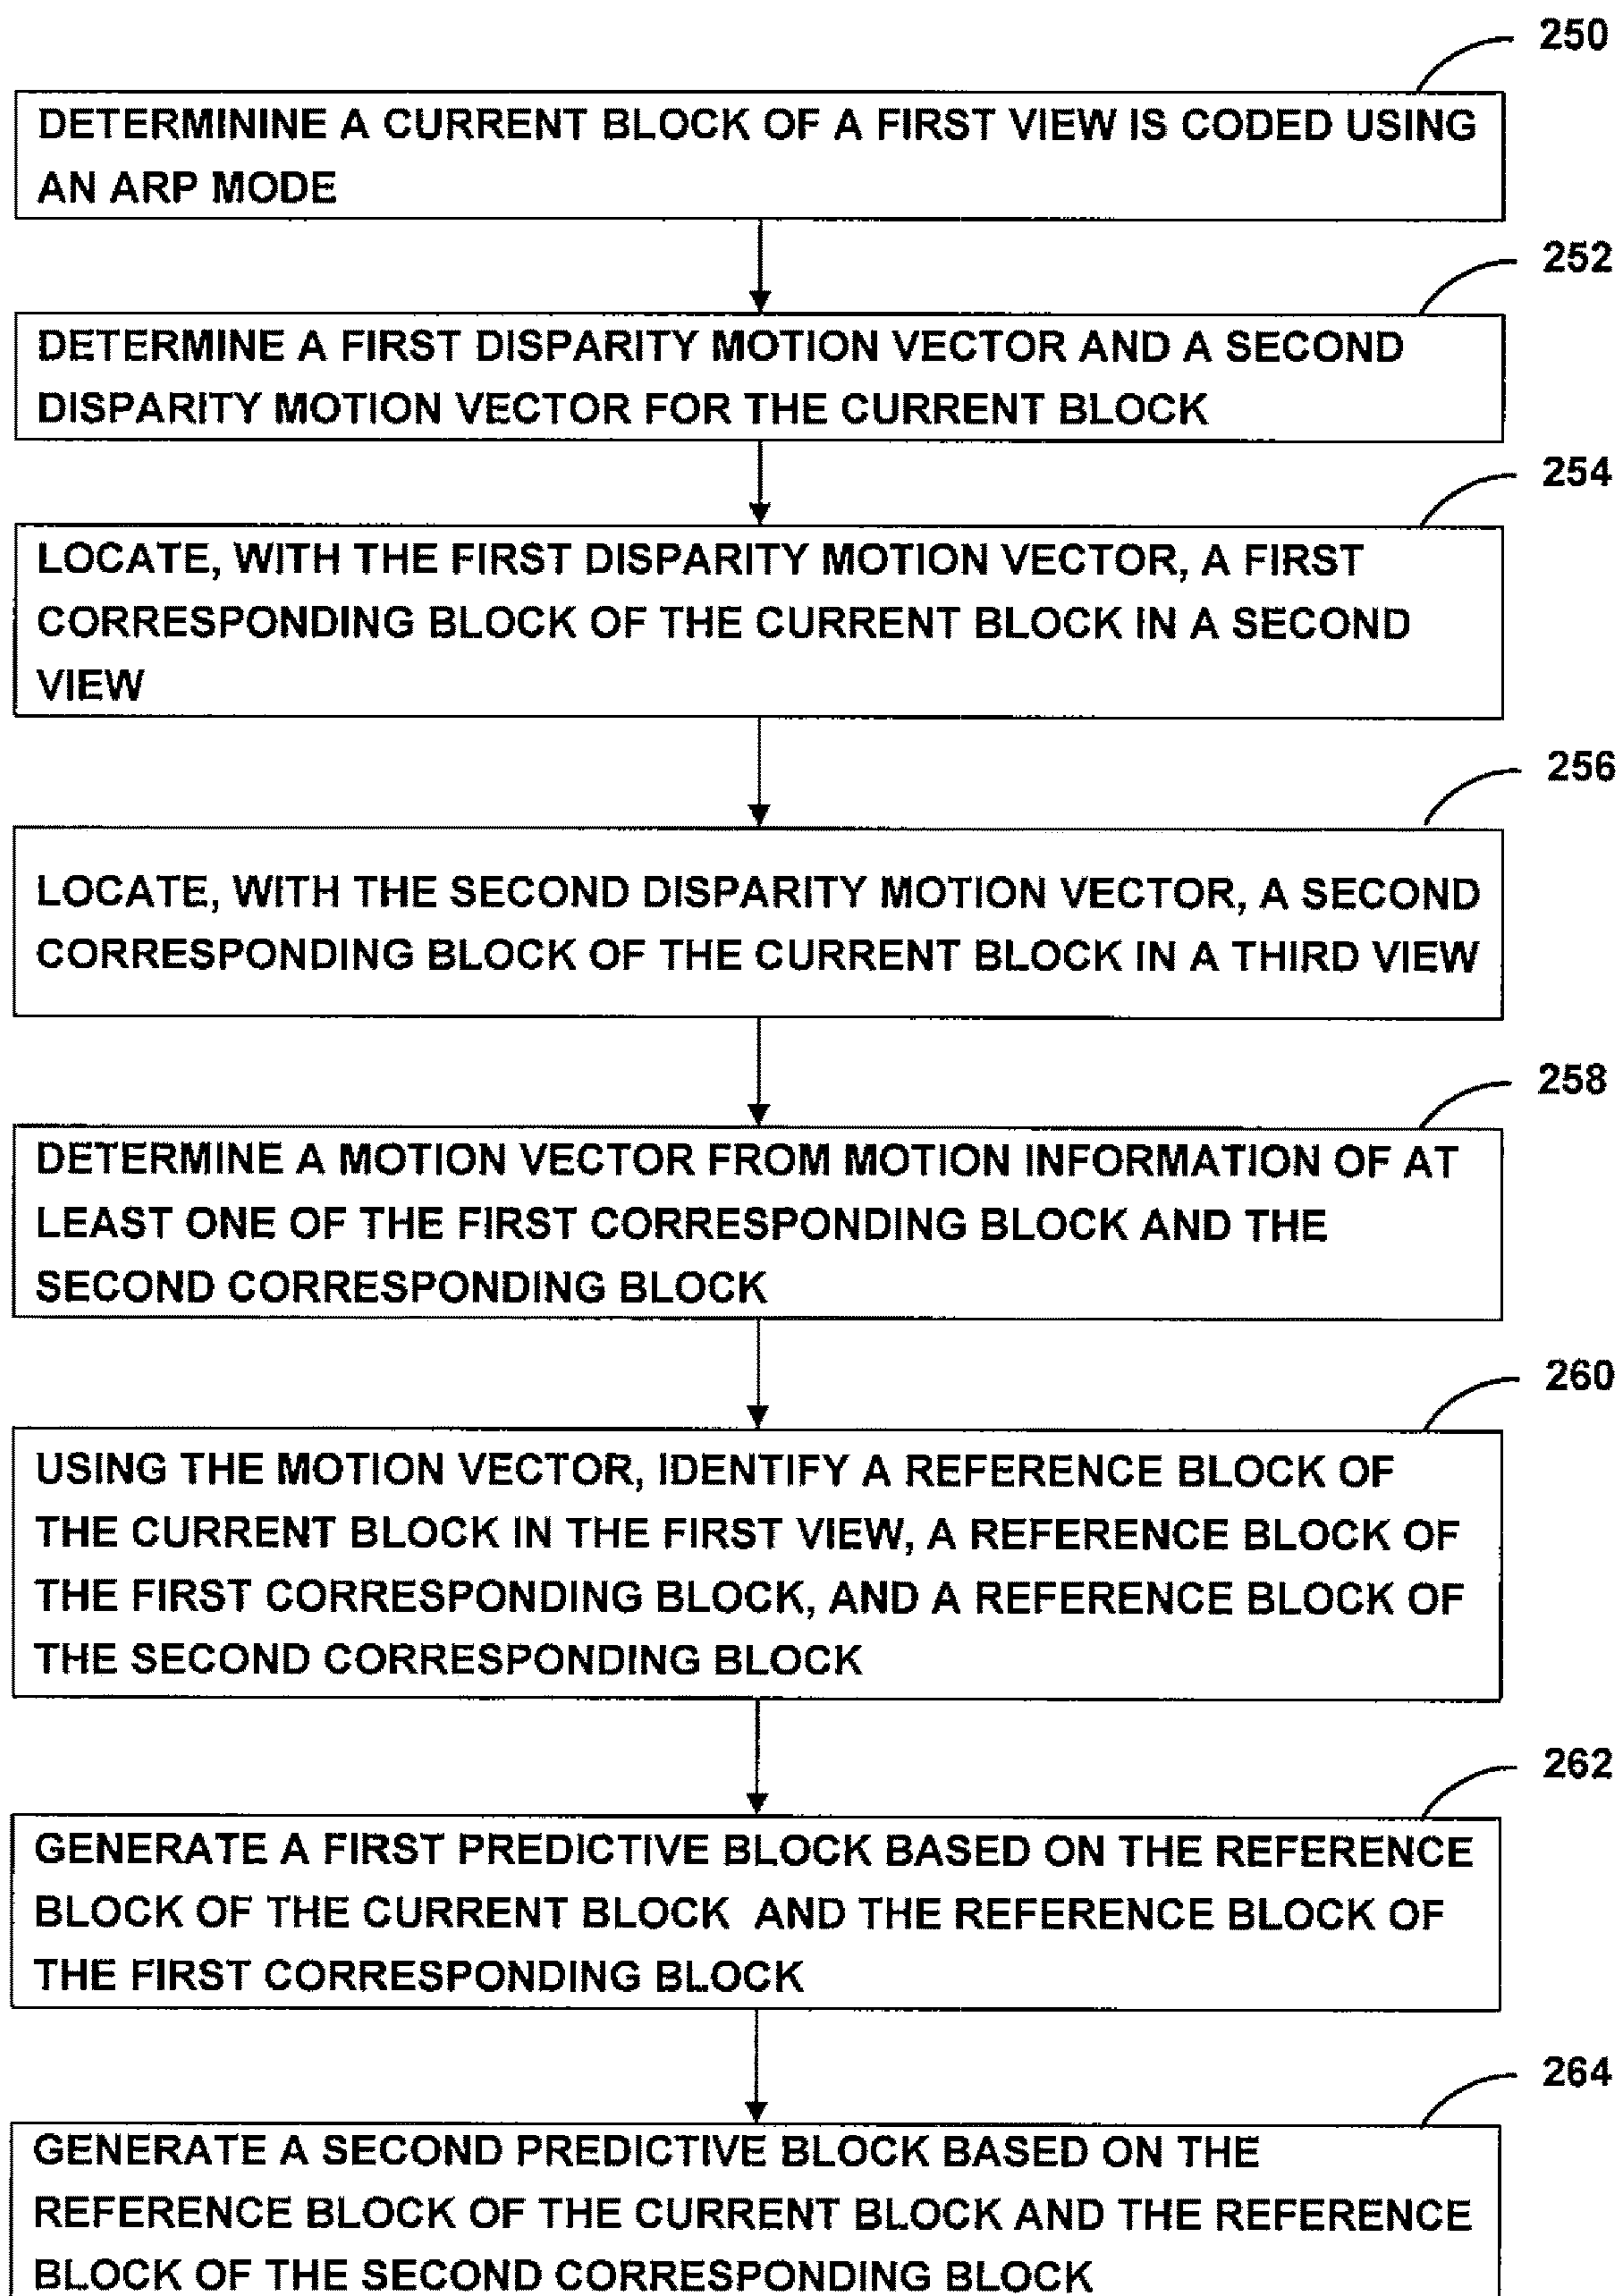 250
DETERMININE A CURRENT BLOCK OF A FIRST VIEW IS CODED USING
AN ARP MODE
252
DETERMINE A FIRST DISPARITY MOTION VECTOR AND A SECOND
DISPARITY MOTION VECTOR FOR THE CURRENT BLOCK
254
LOCATE, WITH THE FIRST DISPARITY MOTION VECTOR, A FIRST
CORRESPONDING BLOCK OF THE CURRENT BLOCK IN A SECOND
VIEW
256
LOCATE, WITH THE SECOND DISPARITY MOTION VECTOR, A SECOND
CORRESPONDING BLOCK OF THE CURRENT BLOCK IN A THIRD VIEW
258
DETERMINE A MOTION VECTOR FROM MOTION INFORMATION OF AT
LEAST ONE OF THE FIRST CORRESPONDING BLOCK AND THE
SECOND CORRESPONDING BLOCK
260
USING THE MOTION VECTOR, IDENTIFY A REFERENCE BLOCK OF
THE CURRENT BLOCK IN THE FIRST VIEW, A REFERENCE BLOCK OF
THE FIRST CORRESPONDING BLOCK, AND A REFERENCE BLOCK OF
THE SECOND CORRESPONDING BLOCK
262
GENERATE A FIRST PREDICTIVE BLOCK BASED ON THE REFERENCE
BLOCK OF THE CURRENT BLOCK AND THE REFERENCE BLOCK OF
THE FIRST CORRESPONDING BLOCK
264
GENERATE A SECOND PREDICTIVE BLOCK BASED ON THE
REFERENCE BLOCK OF THE CURRENT BLOCK AND THE REFERENCE
BLOCK OF THE SECOND CORRESPONDING BLOCK